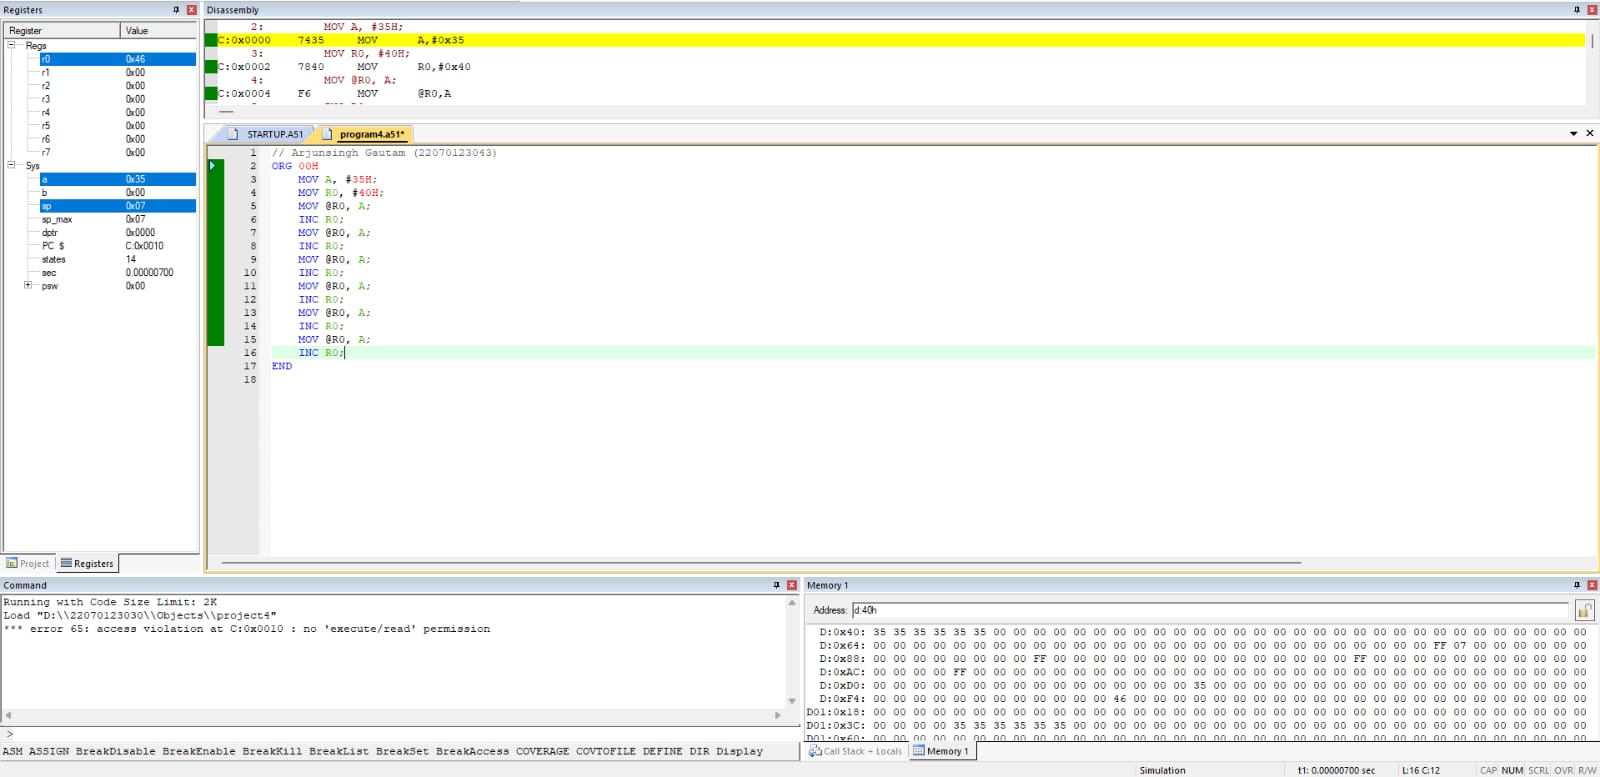 Registers
Register Value
Regs
r0 0x46
r1 0x00
r2 0x00
r3 0x00
r4 0x00
r5 0x00
r6 0x00
r7 0x00
Sys
a 0x35
b 0x00
sp 0x07
sp_max 0x07
dptr 0x0000
PC $ C:0x0010
states 14
sec 0.00000700
psw 0x00
Project Registers
Disassembly
2: MOV A, #35H;
C:0x0000 7435 MOV A,#0x35
3: MOV R0, #40H;
C:0x0002 7840 MOV R0,#0x40
4: MOV @R0, A;
C:0x0004 F6 MOV @R0,A
STARTUP.A51 program4.a51*
1 // Arjunsingh Gautam (22070123043)
2 ORG 00H
3 MOV A, #35H;
4 MOV R0, #40H;
5 MOV @R0, A;
6 INC R0;
7 MOV @R0, A;
8 INC R0;
9 MOV @R0, A;
10 INC R0;
11 MOV @R0, A;
12 INC R0;
13 MOV @R0, A;
14 INC R0;
15 MOV @R0, A;
16 INC R0;
17 END
18
Command
Running with Code Size Limit: 2K
Load "D:\\22070123030\\Objects\\project4"
*** error 65: access violation at C:0x0010 : no 'execute/read' permission
>
ASM ASSIGN BreakDisable BreakEnable BreakKill BreakList BreakSet BreakAccess COVERAGE COVTOFILE DEFINE DIR Display
Memory 1
Address: d:40h
D:0x40: 35 35 35 35 35 35 00 00 00 00 00 00 00 00 00 00 00 00 00 00 00 00 00 00 00 00 00 00 00 00 00 00 00 00 00 00
D:0x64: 00 00 00 00 00 00 00 00 00 00 00 00 00 00 00 00 00 00 00 00 00 00 00 00 00 00 00 00 FF 07 00 00 00 00 00 00
D:0x88: 00 00 00 00 00 00 00 00 FF 00 00 00 00 00 00 00 00 00 00 00 00 00 00 00 FF 00 00 00 00 00 00 00 00 00 00 00
D:0xAC: 00 00 00 00 FF 00 00 00 00 00 00 00 00 00 00 00 00 00 00 00 00 00 00 00 00 00 00 00 00 00 00 00 00 00 00 00
D:0xD0: 00 00 00 00 00 00 00 00 00 00 00 00 00 00 00 00 35 00 00 00 00 00 00 00 00 00 00 00 00 00 00 00 00 00 00 00
D:0xF4: 00 00 00 00 00 00 00 00 00 00 00 00 46 00 00 00 00 00 00 00 00 00 00 00 00 00 00 00 00 00 00 00 00 00 00 00
D01:0x18: 00 00 00 00 00 00 00 00 00 00 00 00 00 00 00 00 00 00 00 00 00 00 00 00 00 00 00 00 00 00 00 00 00 00 00 00
D01:0x3C: 00 00 00 00 35 35 35 35 35 35 00 00 00 00 00 00 00 00 00 00 00 00 00 00 00 00 00 00 00 00 00 00 00 00 00 00
Call Stack + Locals Memory 1
Simulation t1: 0.00000700 sec L:16 C:12 CAP NUM SCRL OVR R/W